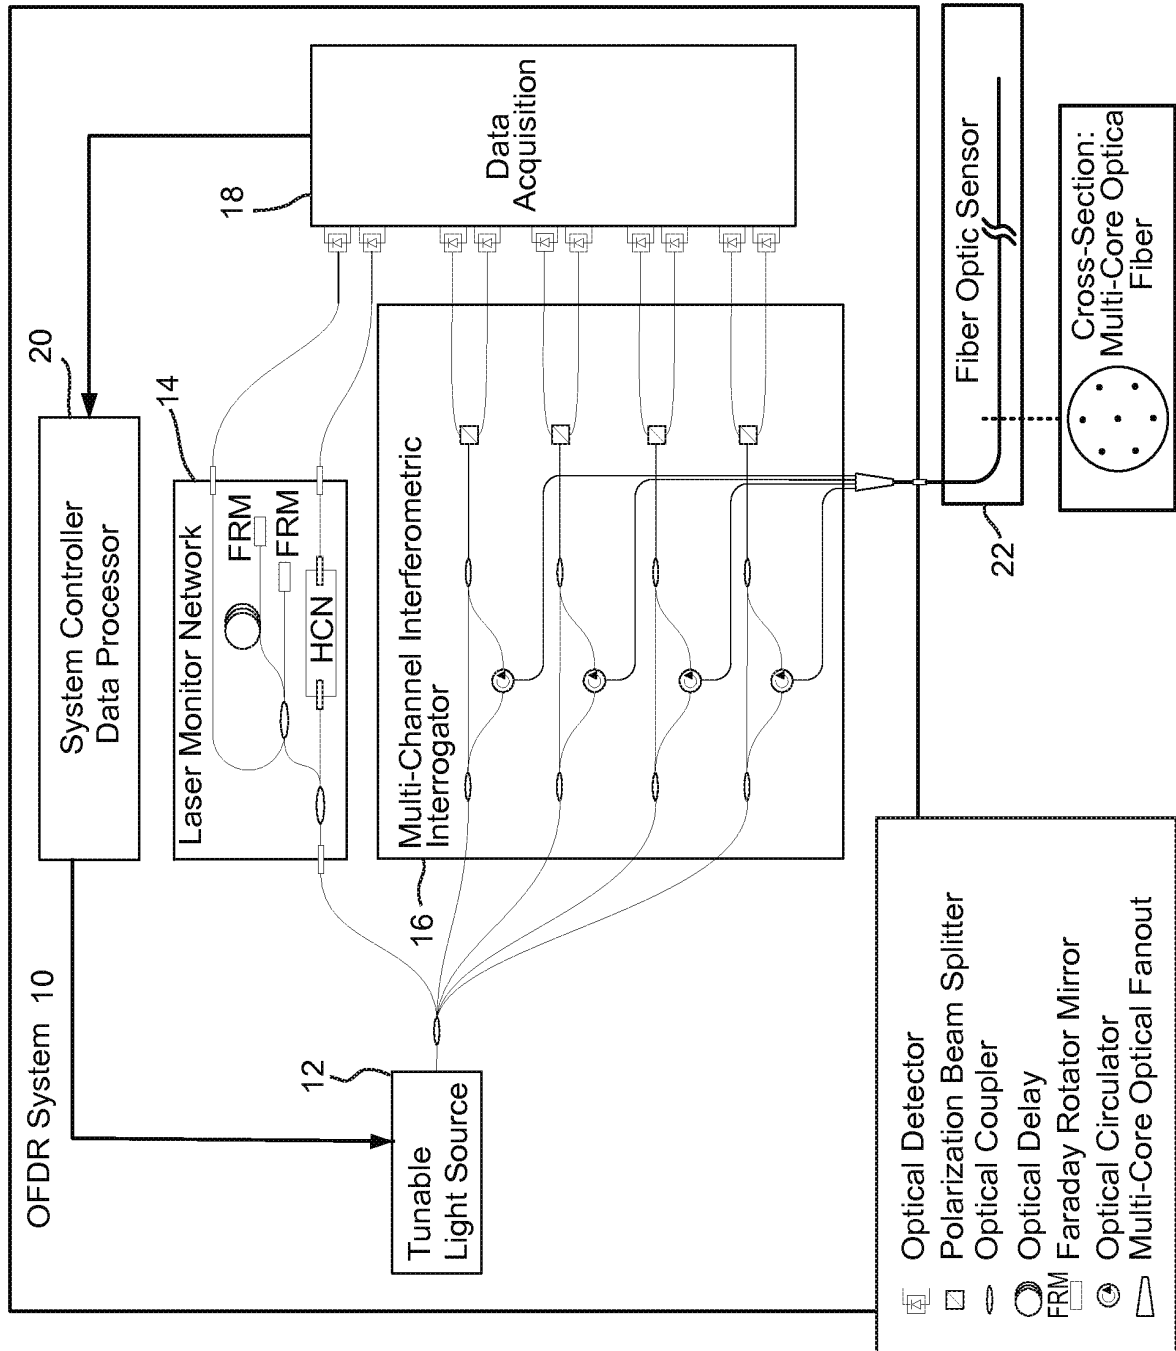 OFDR System 10
System Controller
Data Processor
20
12
Tunable
Light Source
14
Laser Monitor Network
FRM
FRM
HCN
16
Multi-Channel Interferometric
Interrogator
18
Data
Acquisition
22
Fiber Optic Sensor
Cross-Section:
Multi-Core Optica
Fiber
Optical Detector
Polarization Beam Splitter
Optical Coupler
Optical Delay
FRM Faraday Rotator Mirror
Optical Circulator
Multi-Core Optical Fanout